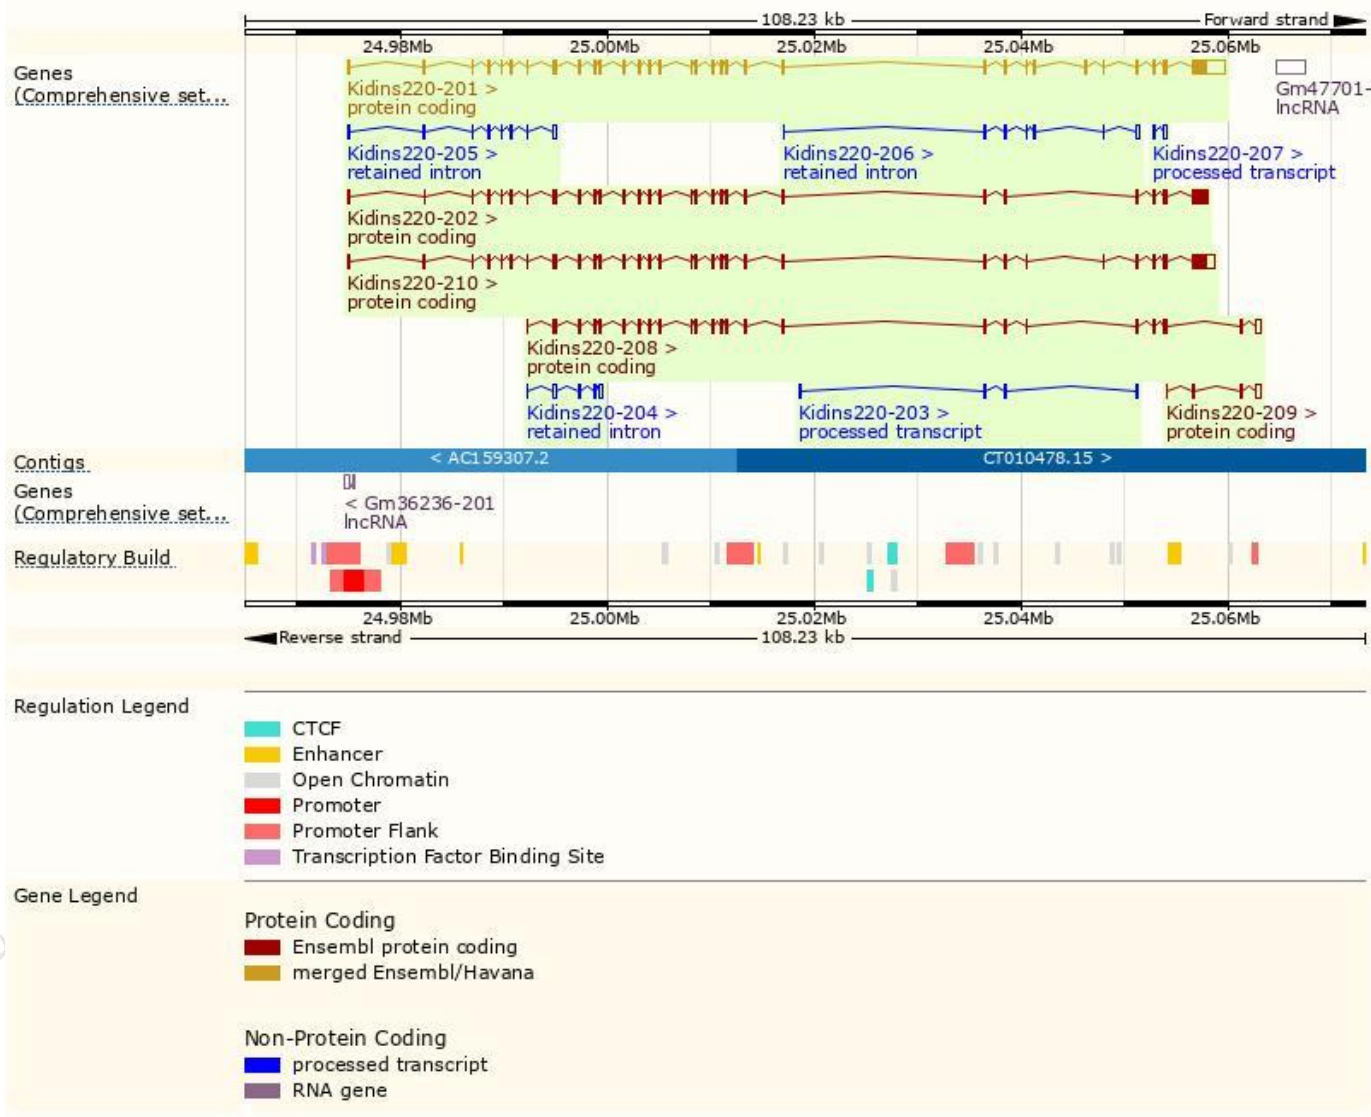 108.23 kb
Forward strand
24.98Mb 25.00Mb 25.02Mb 25.04Mb 25.06Mb
Genes
(Comprehensive set...
Kidins220-201 >
protein coding
Gm47701-
lncRNA
Kidins220-205 >
retained intron
Kidins220-206 >
retained intron
Kidins220-207 >
processed transcript
Kidins220-202 >
protein coding
Kidins220-210 >
protein coding
Kidins220-208 >
protein coding
Kidins220-204 >
retained intron
Kidins220-203 >
processed transcript
Kidins220-209 >
protein coding
Contigs
< AC159307.2
CT010478.15 >
Genes
(Comprehensive set...
< Gm36236-201
lncRNA
Regulatory Build
24.98Mb 25.00Mb 25.02Mb 25.04Mb 25.06Mb
Reverse strand
108.23 kb
Regulation Legend
CTCF
Enhancer
Open Chromatin
Promoter
Promoter Flank
Transcription Factor Binding Site
Gene Legend
Protein Coding
Ensembl protein coding
merged Ensembl/Havana
Non-Protein Coding
processed transcript
RNA gene